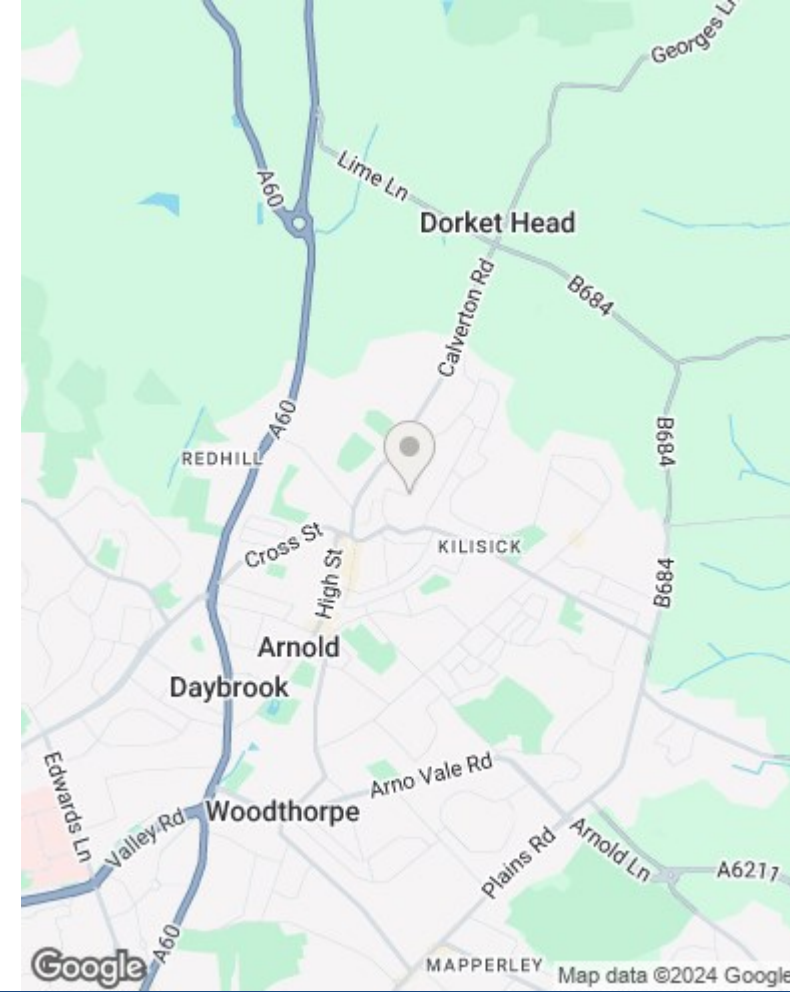 Georges Ln
A60
Lime Ln
Dorket Head
B684
Calverton Rd
A60
B684
REDHILL
Cross St
High St
KILISICK
B684
Arnold
Daybrook
Edwards Ln
Arno Vale Rd
Valley Rd
Woodthorpe
Plains Rd
Arnold Ln
A6211
A60
MAPPERLEY
Google
Map data ©2024 Google